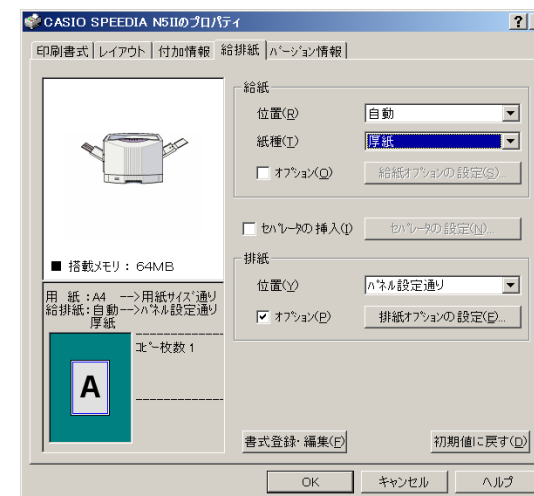 CASIO SPEEDIA N5IIのプロパティ
印刷書式 レイアウト 付加情報 給排紙 バージョン情報
給紙
位置(R) 自動
紙種(T) 厚紙
オプション(O) 給紙オプションの設定(S)...
セパレータの挿入(I) セパレータの設定(N)...
■ 搭載メモリ： 64MB
排紙
位置(Y) パネル設定通り
オプション(P) 排紙オプションの設定(E)...
用 紙：A4 -->用紙サイズ通り
給排紙：自動-->パネル設定通り
厚紙
コピー枚数 1
A
書式登録・編集(F) 初期値に戻す(D)
OK キャンセル ヘルプ